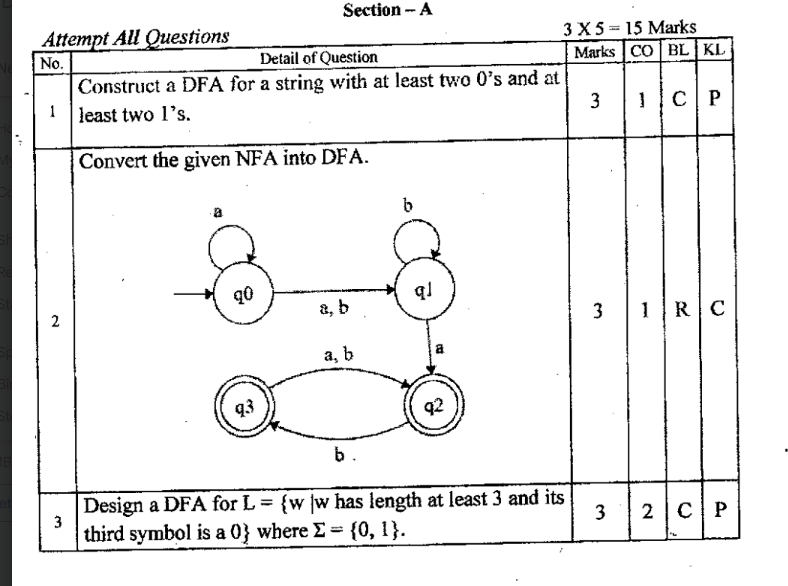 Section – A
Attempt All Questions
3 X 5 = 15 Marks
No. Detail of Question Marks CO BL KL
1 Construct a DFA for a string with at least two 0's and at
least two 1's. 3 1 C P
2 Convert the given NFA into DFA. 3 1 R C
a
b
q0
a, b
q1
a, b
a
q3
q2
b .
3 Design a DFA for L = {w |w has length at least 3 and its
third symbol is a 0} where Σ = {0, 1}. 3 2 C P